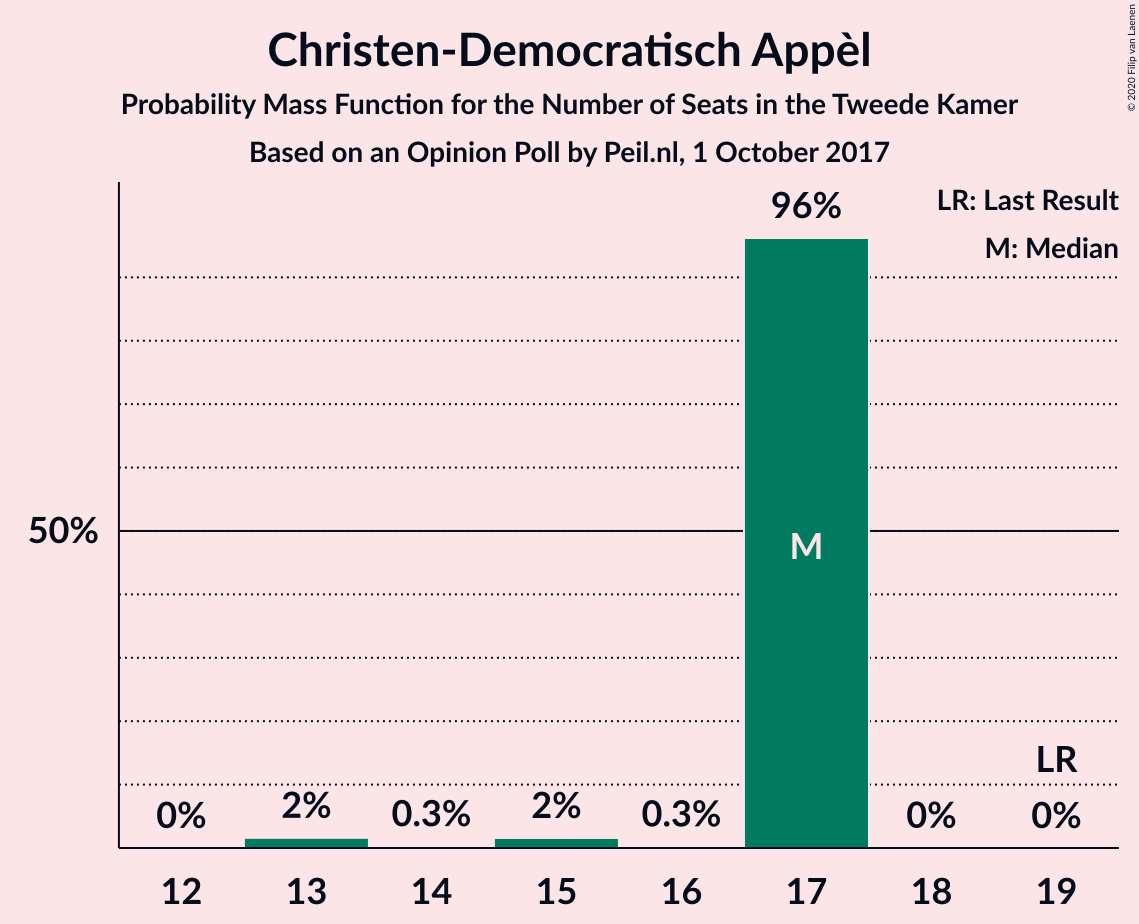 Christen-Democratisch Appèl
Probability Mass Function for the Number of Seats in the Tweede Kamer
Based on an Opinion Poll by Peil.nl, 1 October 2017
© 2020 Filip van Laenen
LR: Last Result
M: Median
96%
50%
M
LR
0%
2%
0.3%
2%
0.3%
0%
0%
12 13 14 15 16 17 18 19